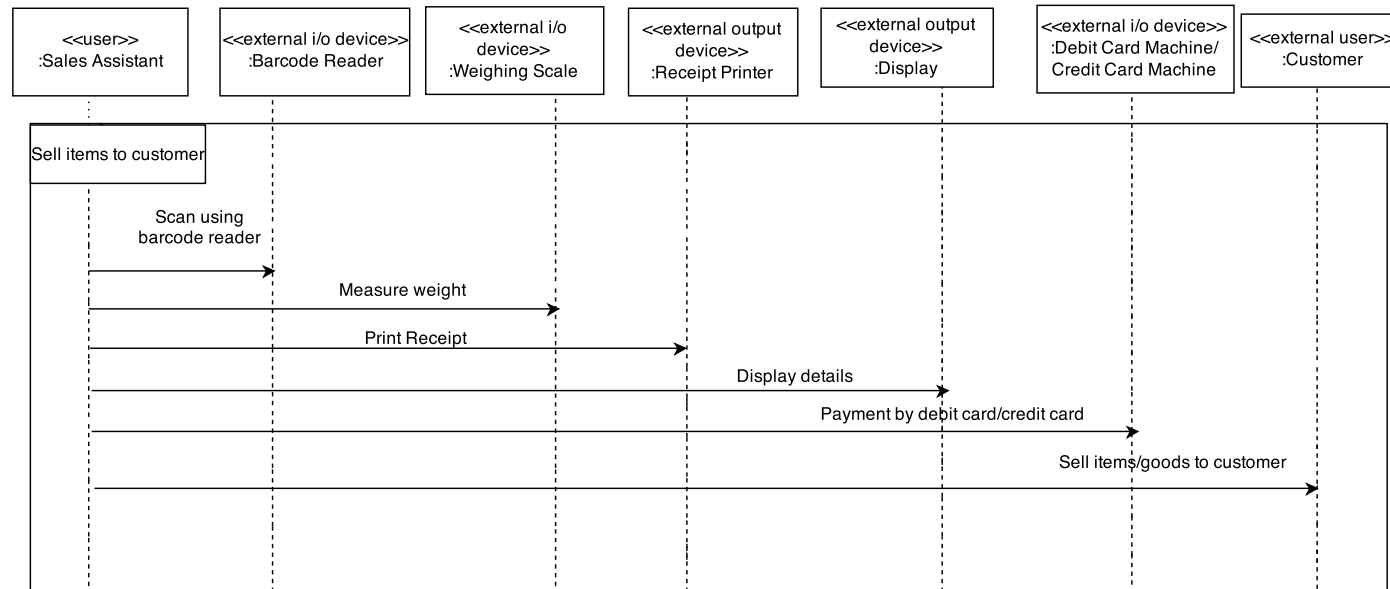 <<user>>
:Sales Assistant
<<external i/o device>>
:Barcode Reader
<<external i/o
device>>
:Weighing Scale
<<external output
device>>
:Receipt Printer
<<external output
device>>
:Display
<<external i/o device>>
:Debit Card Machine/
Credit Card Machine
<<external user>>
:Customer
Sell items to customer
Scan using
barcode reader
Measure weight
Print Receipt
Display details
Payment by debit card/credit card
Sell items/goods to customer